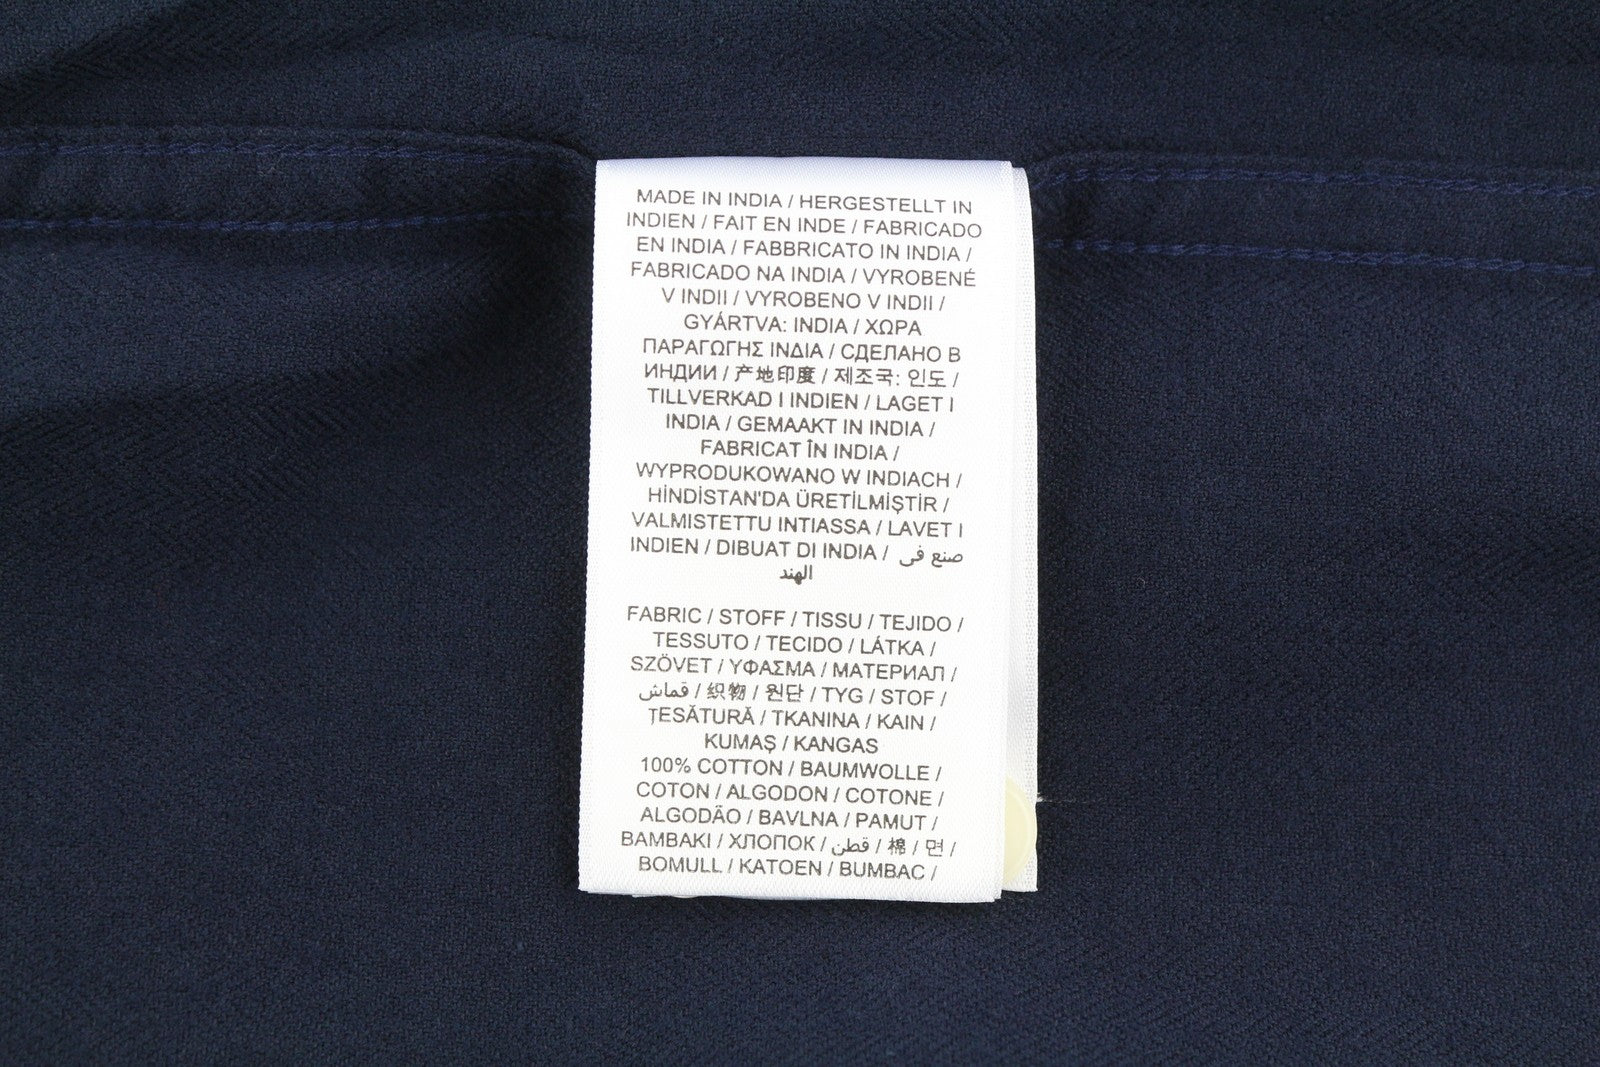 MADE IN INDIA / HERGESTELLT IN
INDIEN / FAIT EN INDE / FABRICADO
EN INDIA / FABBRICATO IN INDIA /
FABRICADO NA INDIA / VYROBENÉ
V INDII / VYROBENO V INDII /
GYÁRTVA: INDIA / ΧΩΡΑ
ΠΑΡΑΓΩΓΗΣ ΙΝΔΙΑ / СДЕЛАНО В
ИНДИИ / 产地印度 / 제조국: 인도 /
TILLVERKAD I INDIEN / LAGET I
INDIA / GEMAAKT IN INDIA /
FABRICAT ÎN INDIA /
WYPRODUKOWANO W INDIACH /
HİNDİSTAN'DA ÜRETİLMİŞTİR /
VALMISTETTU INTIASSA / LAVET I
INDIEN / DIBUAT DI INDIA / صنع في
الهند
FABRIC / STOFF / TISSU / TEJIDO /
TESSUTO / TECIDO / LÁTKA /
SZÖVET / ΥΦΑΣΜΑ / МАТЕРИАЛ /
قماش / 织物 / 원단 / TYG / STOF /
ȚESĂTURĂ / TKANINA / KAIN /
KUMAŞ / KANGAS
100% COTTON / BAUMWOLLE /
COTON / ALGODON / COTONE /
ALGODÃO / BAVLNA / PAMUT /
BAMBAKI / ХЛОПОК / قطن / 棉 / 면 /
BOMULL / KATOEN / BUMBAC /